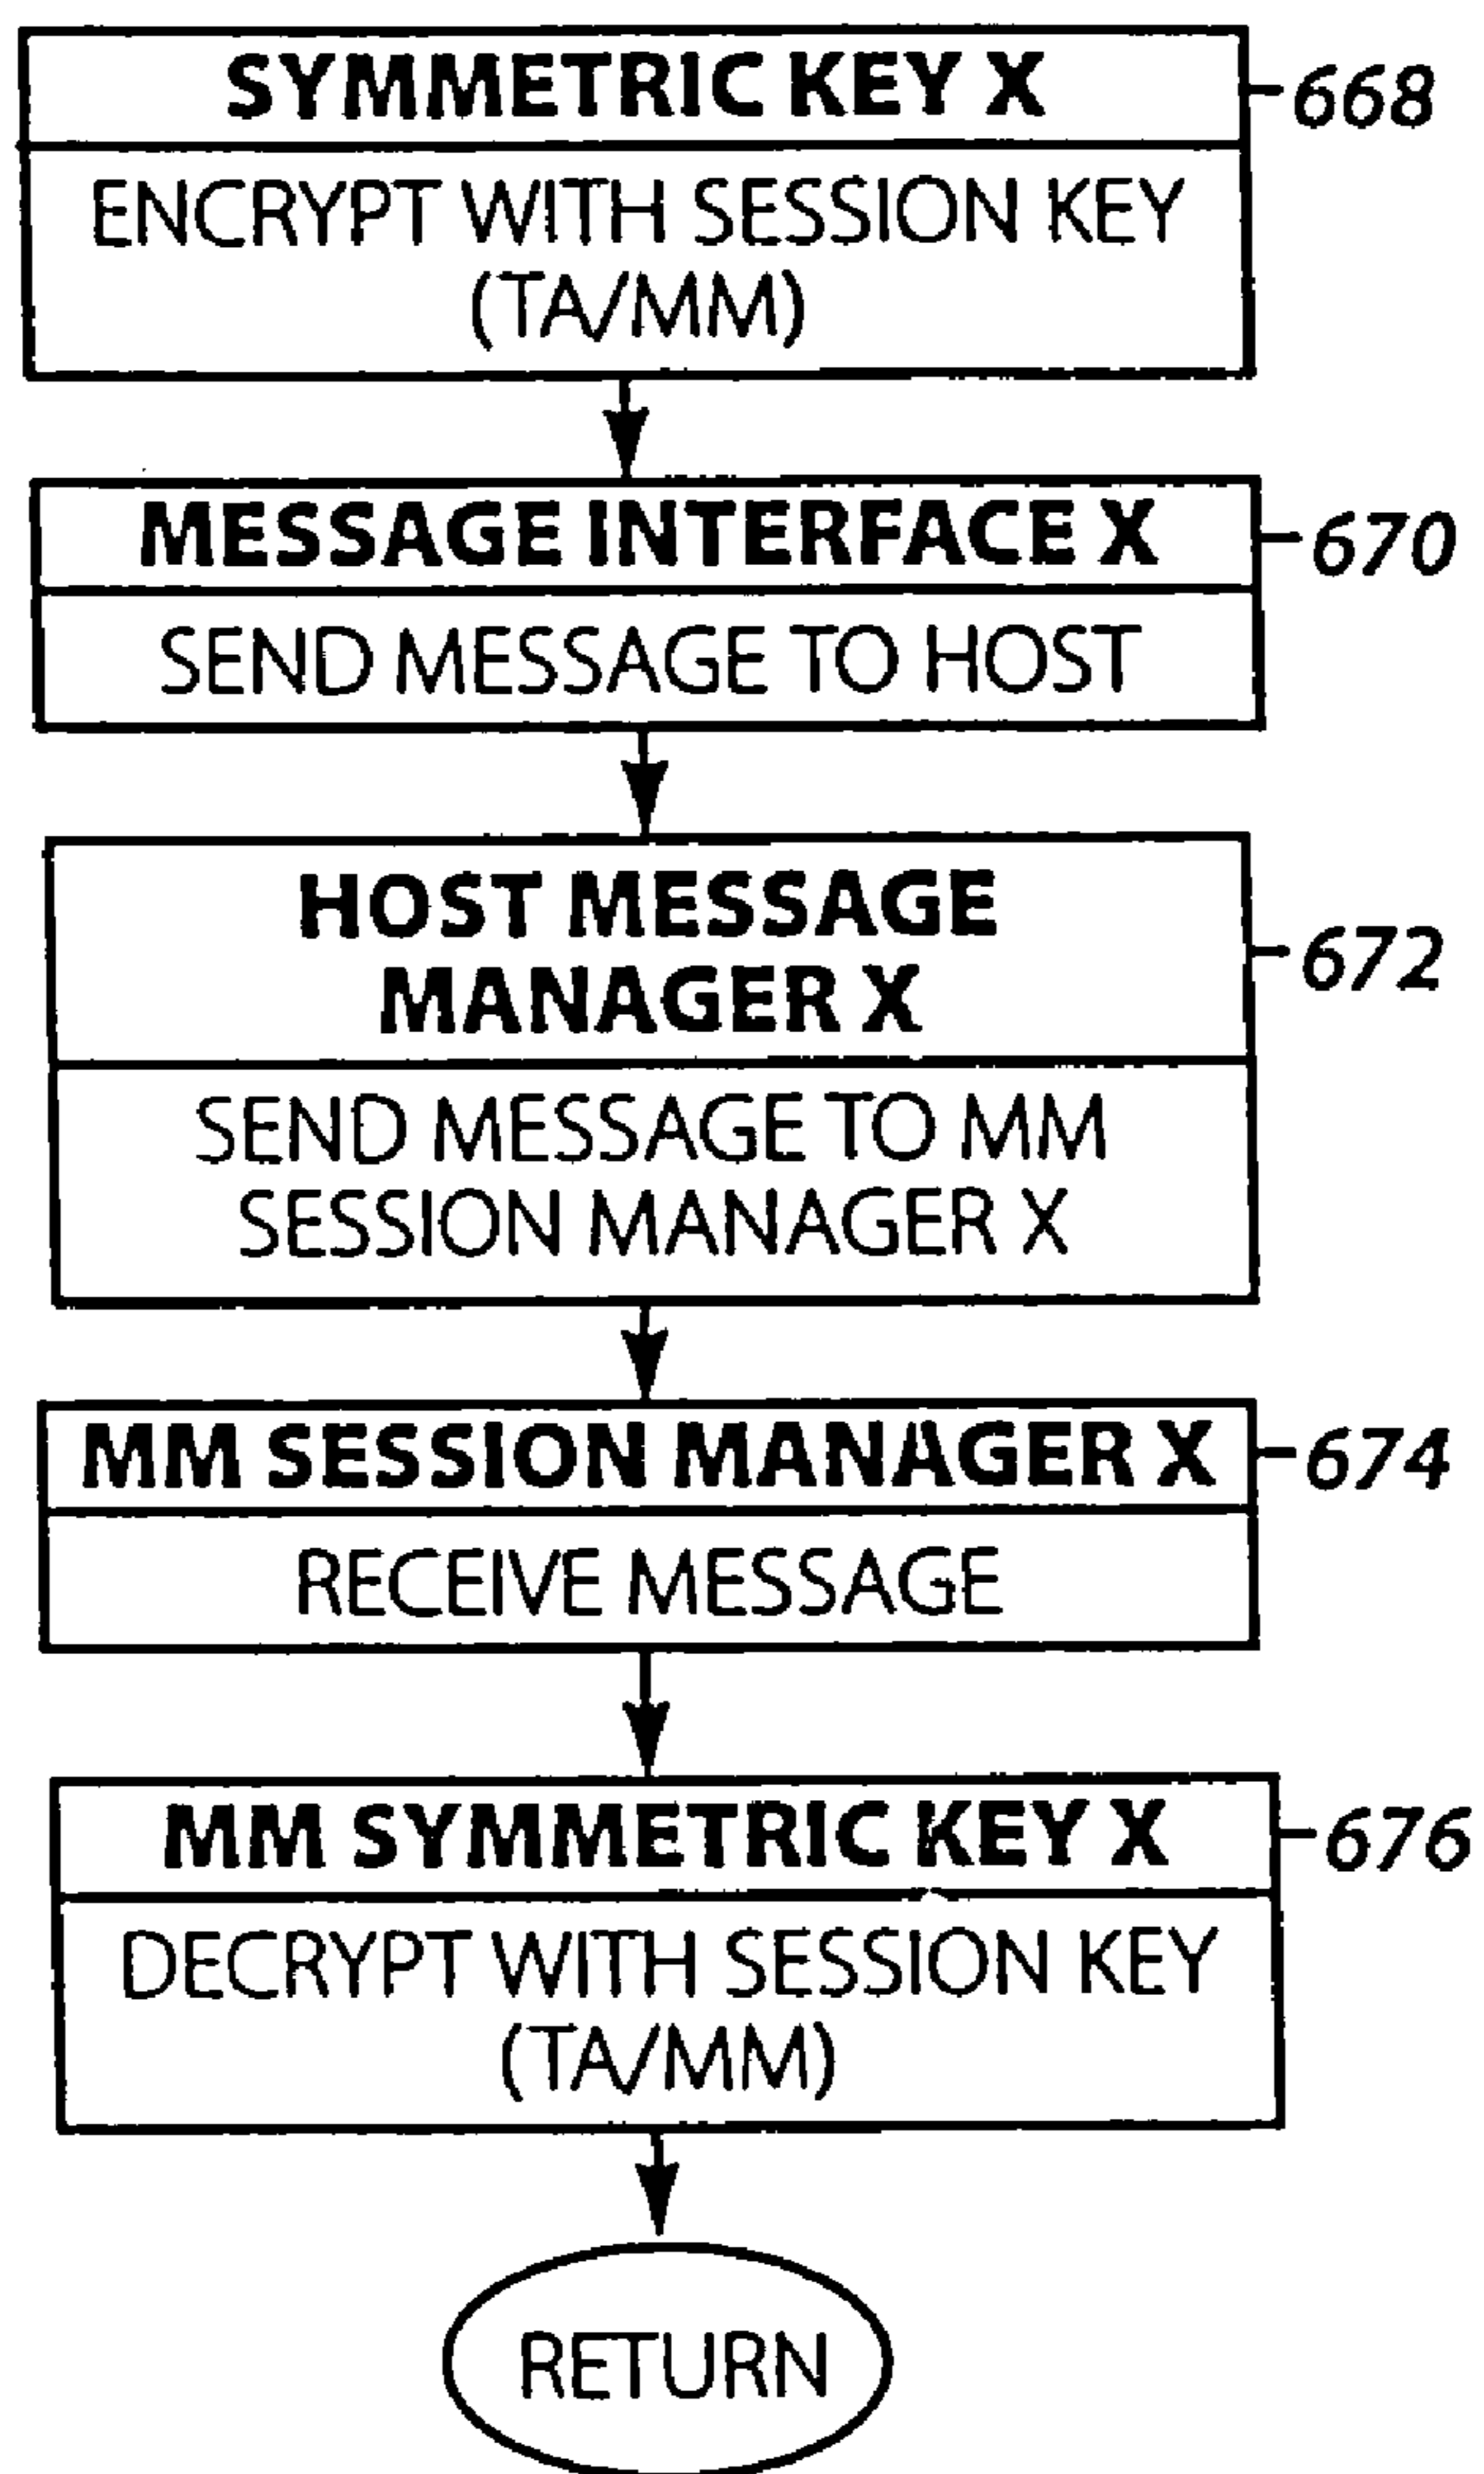 SYMMETRIC KEY X
668
ENCRYPT WITH SESSION KEY
(TA/MM)
MESSAGE INTERFACE X
670
SEND MESSAGE TO HOST
HOST MESSAGE
MANAGER X
672
SEND MESSAGE TO MM
SESSION MANAGER X
MM SESSION MANAGER X
674
RECEIVE MESSAGE
MM SYMMETRIC KEY X
676
DECRYPT WITH SESSION KEY
(TA/MM)
RETURN